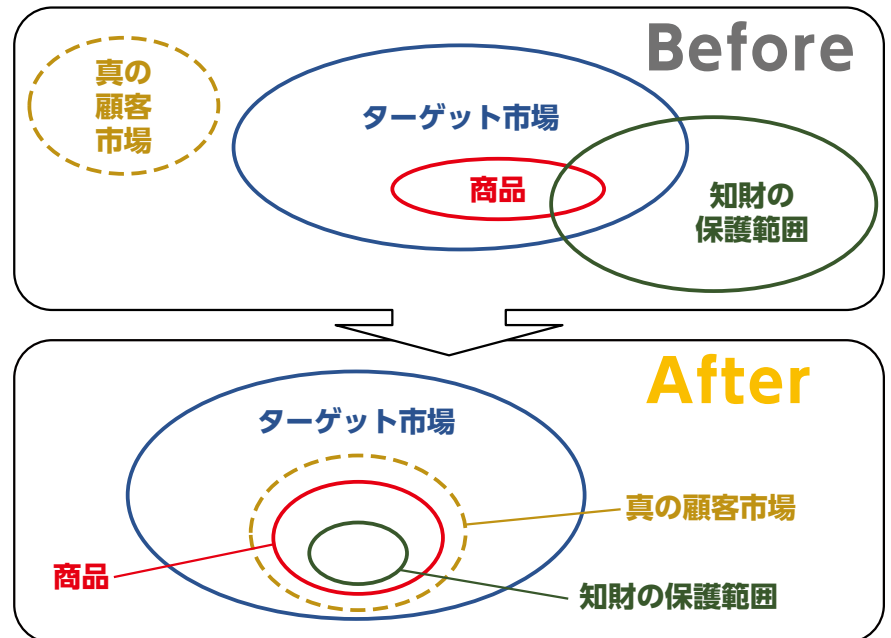 Before
真の
顧客
市場
ターゲット市場
商品
知財の
保護範囲
After
ターゲット市場
真の顧客市場
商品
知財の保護範囲